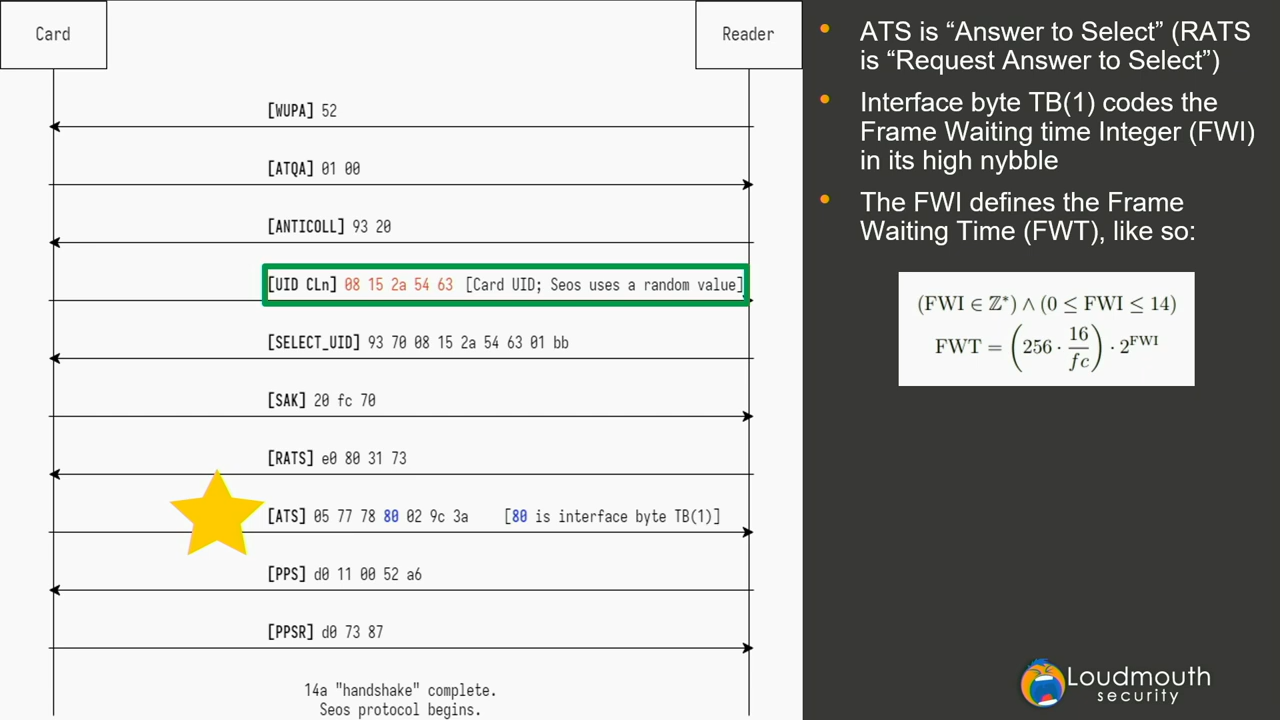 Card
Reader
[WUPA] 52
[ATQA] 01 00
[ANTICOLL] 93 20
[UID CLn] 08 15 2a 54 63 [Card UID; Seos uses a random value]
[SELECT_UID] 93 70 08 15 2a 54 63 01 bb
[SAK] 20 fc 70
[RATS] e0 80 31 73
[ATS] 05 77 78 80 02 9c 3a [80 is interface byte TB(1)]
[PPS] d0 11 00 52 a6
[PPSR] d0 73 87
14a "handshake" complete.
Seos protocol begins.
• ATS is “Answer to Select” (RATS
is “Request Answer to Select”)
• Interface byte TB(1) codes the
Frame Waiting time Integer (FWI)
in its high nybble
• The FWI defines the Frame
Waiting Time (FWT), like so:
(FWI ∈ ℤ*) ∧ (0 ≤ FWI ≤ 14)
FWT = (256 · 16/fc) · 2^FWI
Loudmouth
security